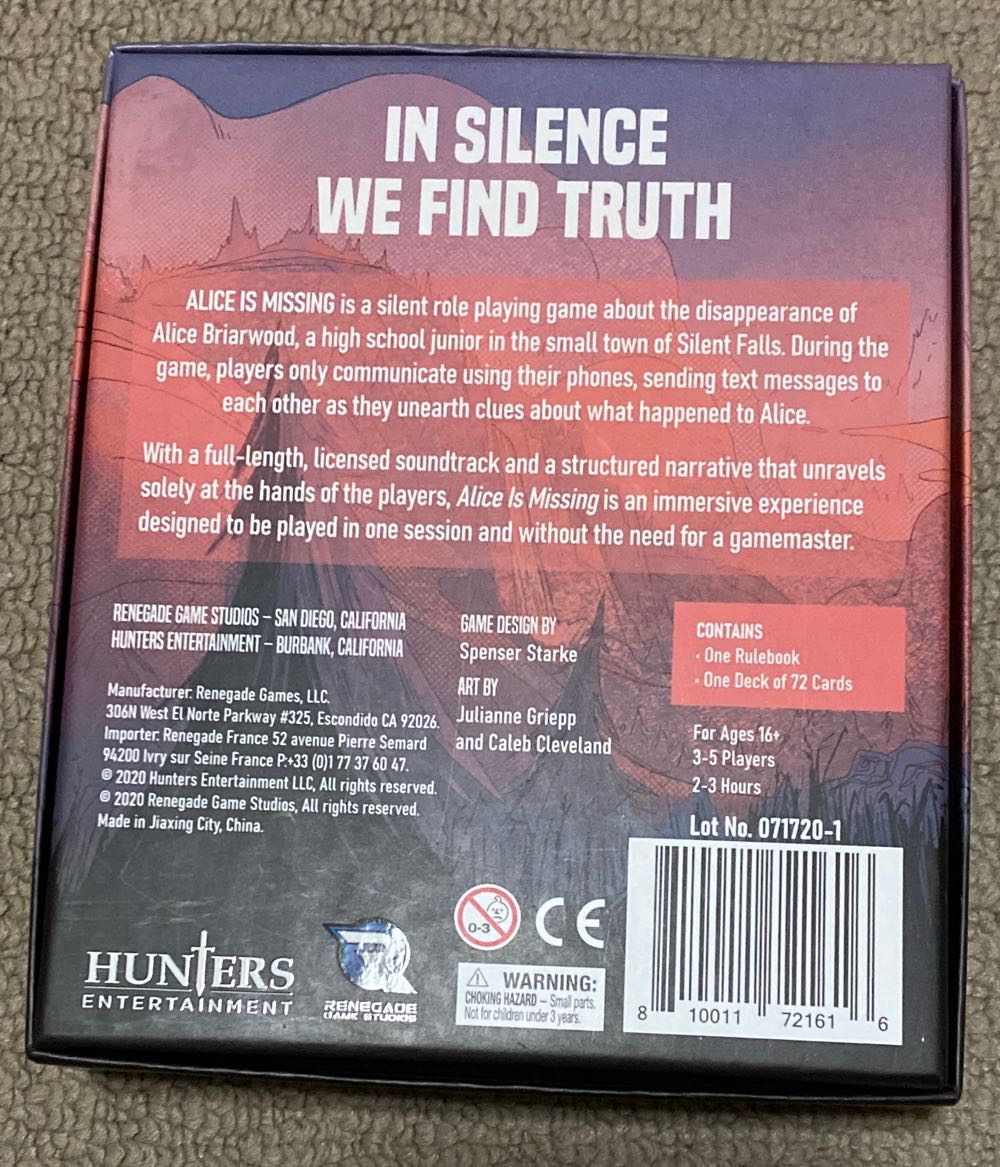 IN SILENCE
WE FIND TRUTH
ALICE IS MISSING is a silent role playing game about the disappearance of
Alice Briarwood, a high school junior in the small town of Silent Falls. During the
game, players only communicate using their phones, sending text messages to
each other as they unearth clues about what happened to Alice.
With a full-length, licensed soundtrack and a structured narrative that unravels
solely at the hands of the players, Alice Is Missing is an immersive experience
designed to be played in one session and without the need for a gamemaster.
RENEGADE GAME STUDIOS – SAN DIEGO, CALIFORNIA
HUNTERS ENTERTAINMENT – BURBANK, CALIFORNIA
Manufacturer: Renegade Games, LLC.
306N West El Norte Parkway #325, Escondido CA 92026.
Importer: Renegade France 52 avenue Pierre Semard
94200 Ivry sur Seine France P:+33 (0)1 77 37 60 47.
© 2020 Hunters Entertainment LLC, All rights reserved.
© 2020 Renegade Game Studios, All rights reserved.
Made in Jiaxing City, China.
GAME DESIGN BY
Spenser Starke
ART BY
Julianne Griepp
and Caleb Cleveland
CONTAINS
· One Rulebook
· One Deck of 72 Cards
For Ages 16+
3-5 Players
2-3 Hours
Lot No. 071720-1
HUNTERS
ENTERTAINMENT
RENEGADE
GAME STUDIOS
0-3
CE
WARNING:
CHOKING HAZARD – Small parts.
Not for children under 3 years.
8 10011 72161 6